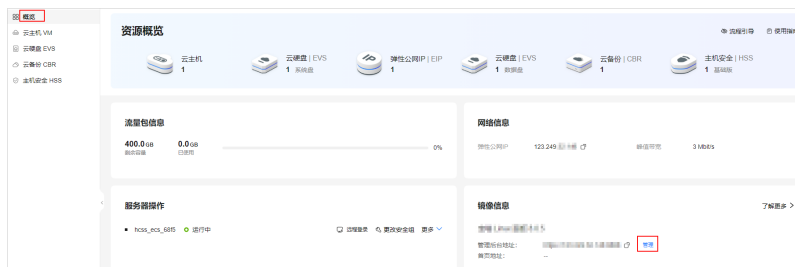 概览
云主机 VM
云硬盘 EVS
云备份 CBR
主机安全 HSS
资源概览
流程引导
使用指南
云主机
1
云硬盘 | EVS
1 系统盘
弹性公网IP | EIP
1
云硬盘 | EVS
1 数据盘
云备份 | CBR
1
主机安全 | HSS
1 基础版
流量包信息
400.0 GB
剩余容量
0.0 GB
已使用
0%
网络信息
弹性公网IP
123.249.
峰值带宽
3 Mbit/s
服务器操作
hcss_ecs_68f5
运行中
远程登录
更改安全组
更多
镜像信息
了解更多 >
管理后台地址：
管理
首页地址：
--